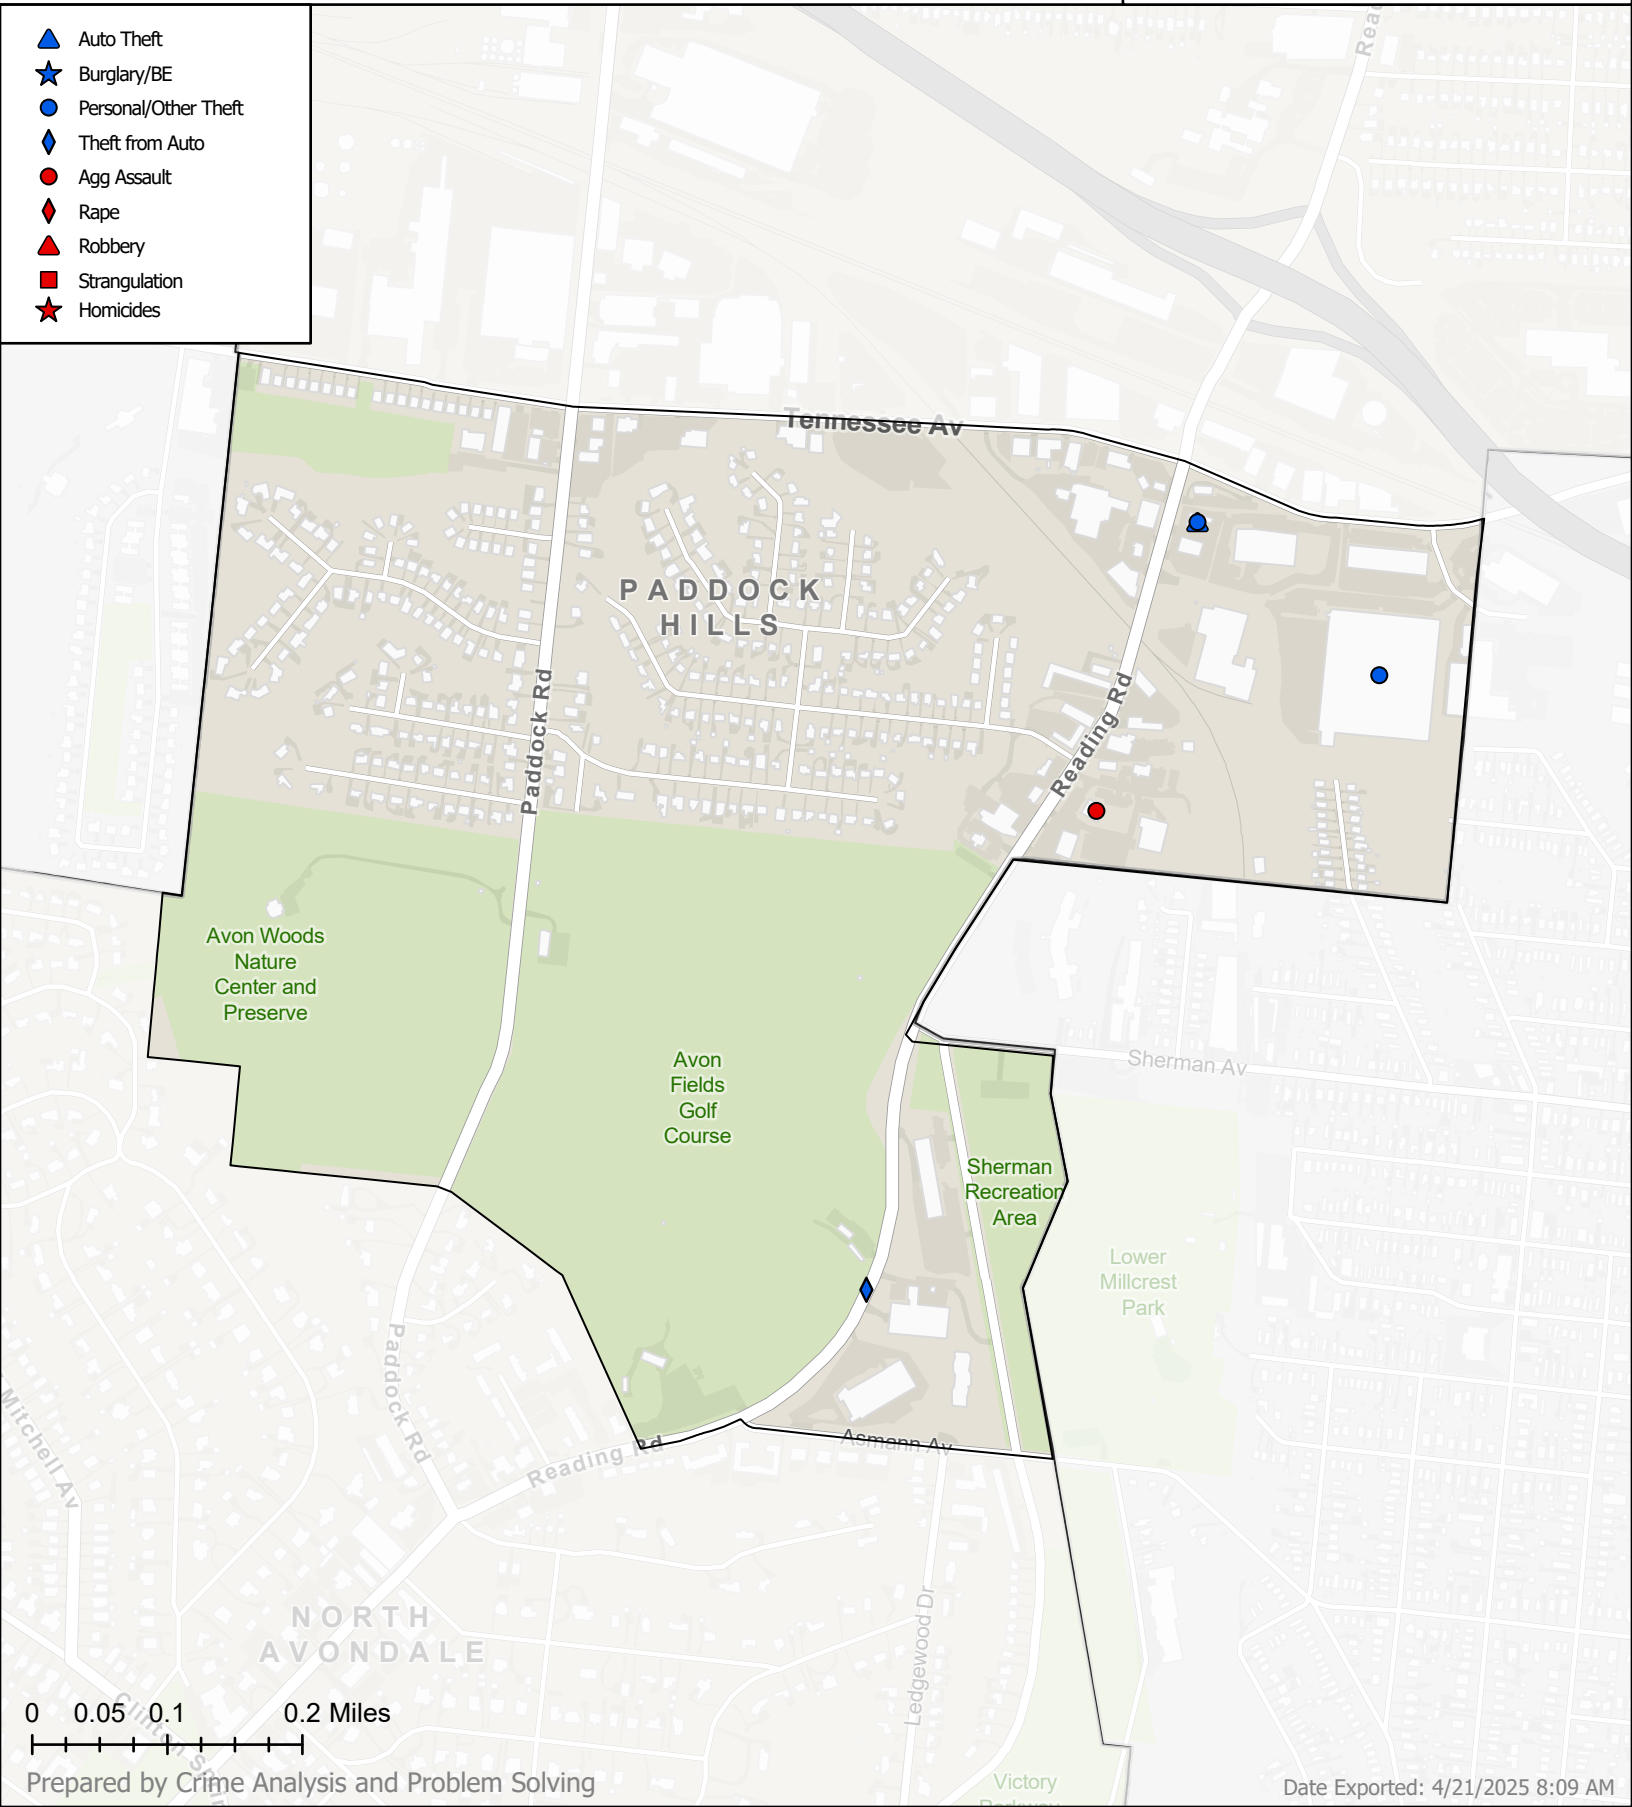 Auto Theft
Burglary/BE
Personal/Other Theft
Theft from Auto
Agg Assault
Rape
Robbery
Strangulation
Homicides
Tennessee Av
PADDOCK
HILLS
Paddock Rd
Reading Rd
Avon Woods
Nature
Center and
Preserve
Avon
Fields
Golf
Course
Sherman Av
Sherman
Recreation
Area
Lower
Millcrest
Park
Paddock Rd
Mitchell Av
Reading Rd
Asmann Av
Ledgewood Dr
NORTH
AVONDALE
0 0.05 0.1 0.2 Miles
Prepared by Crime Analysis and Problem Solving
Victory
Date Exported: 4/21/2025 8:09 AM